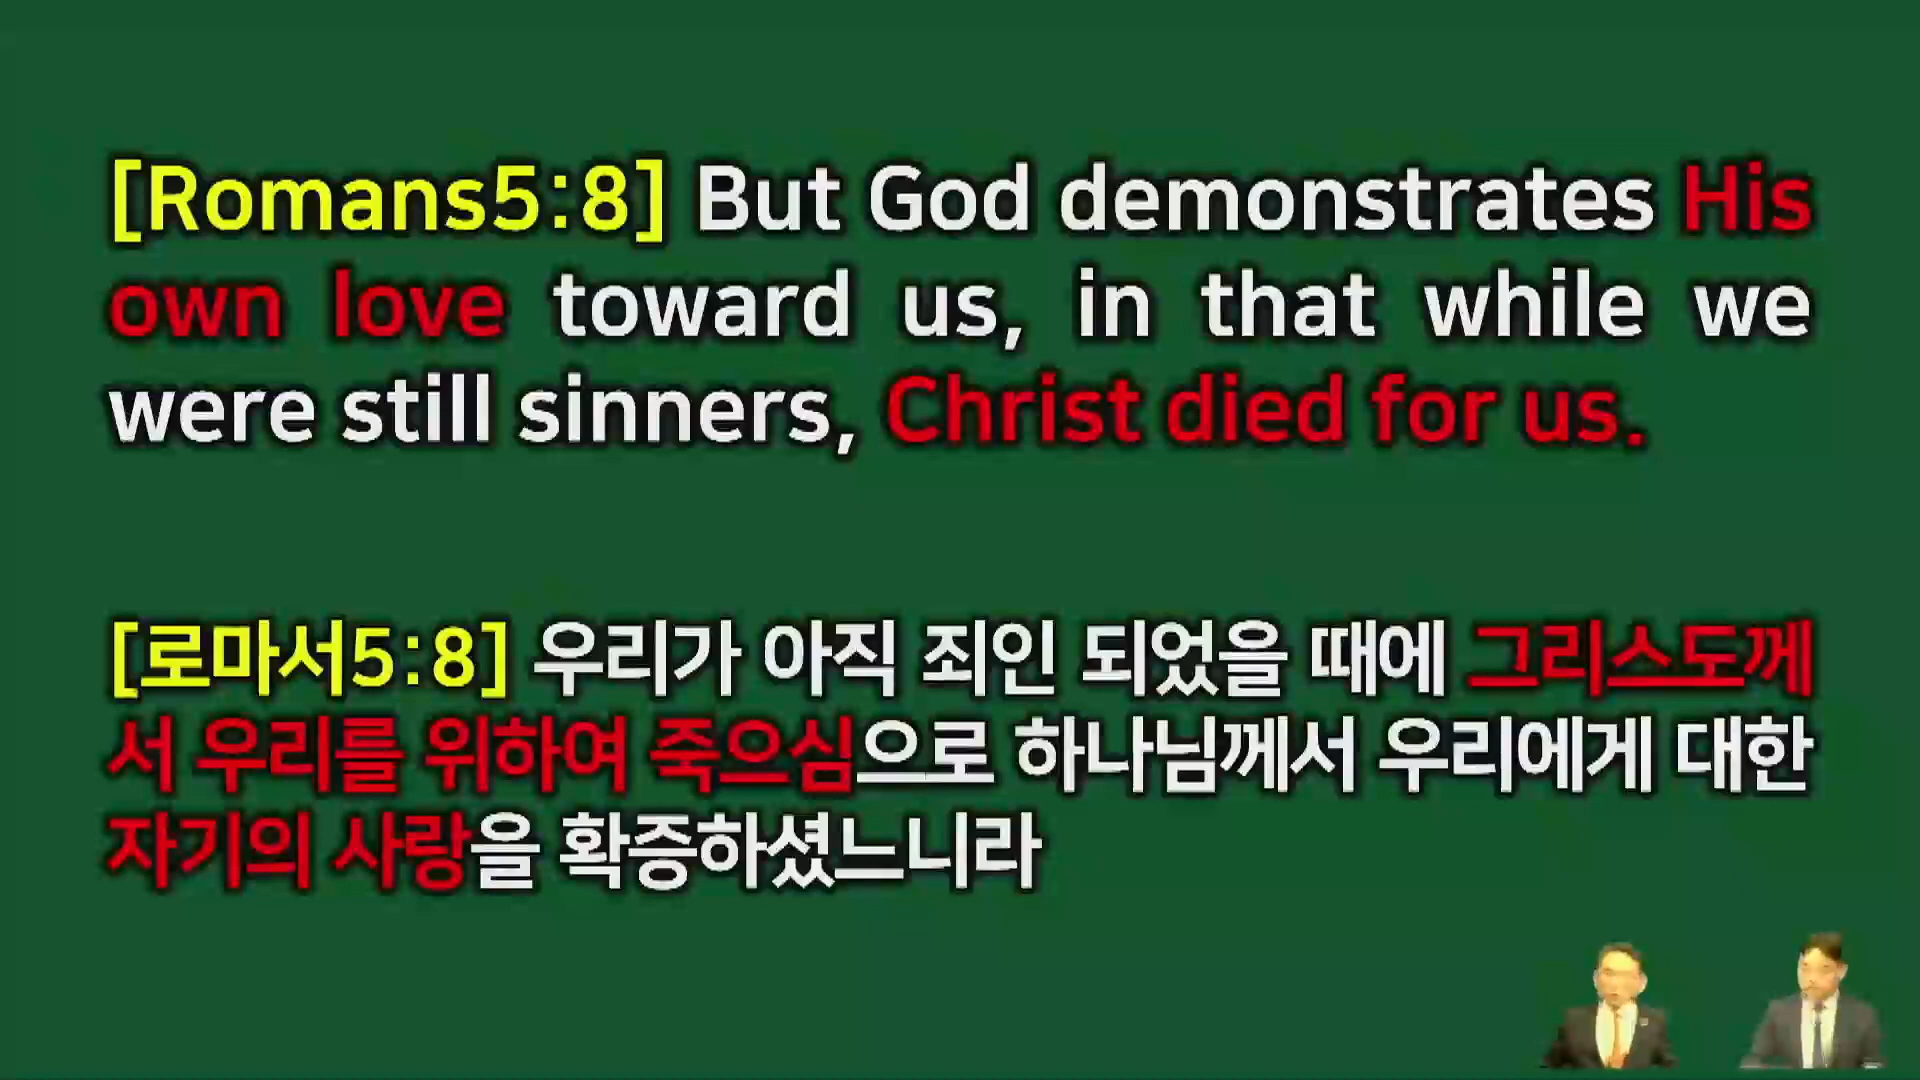 [Romans5:8] But God demonstrates His
own love toward us, in that while we
were still sinners, Christ died for us.
[로마서5:8] 우리가 아직 죄인 되었을 때에 그리스도께
서 우리를 위하여 죽으심으로 하나님께서 우리에게 대한
자기의 사랑을 확증하셨느니라